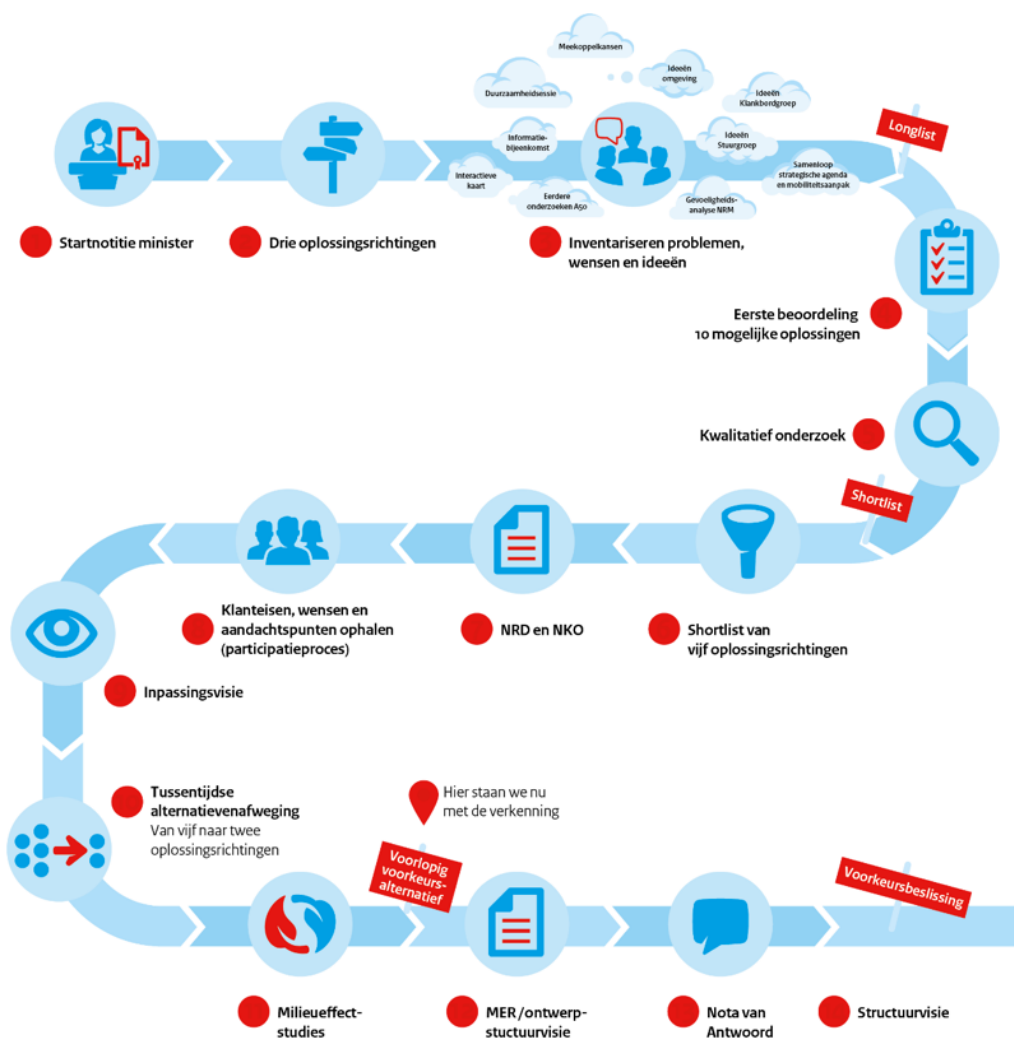 Meekoppelkansen
Ideeën
omgeving
Duurzaamheidsessie
Ideeën
Klankbordgroep
Informatie-
bijeenkomst
Ideeën
Stuurgroep
Longlist
Interactieve
kaart
Samenloop
strategische agenda
en mobiliteitsaanpak
Eerdere
onderzoeken A50
Gevoeligheids-
analyse NRM
Startnotitie minister
Drie oplossingsrichtingen
Inventariseren problemen,
wensen en ideeën
Eerste beoordeling
10 mogelijke oplossingen
Kwalitatief onderzoek
Shortlist
Shortlist van
vijf oplossingsrichtingen
NRD en NKO
Klanteisen, wensen en
aandachtspunten ophalen
(participatieproces)
Inpassingsvisie
Tussentijdse
alternatievenafweging
Van vijf naar twee
oplossingsrichtingen
Hier staan we nu
met de verkenning
Voorlopig
voorkeurs-
alternatief
Voorkeursbeslissing
Milieueffect-
studies
MER/ontwerp-
stuctuurvisie
Nota van
Antwoord
Structuurvisie